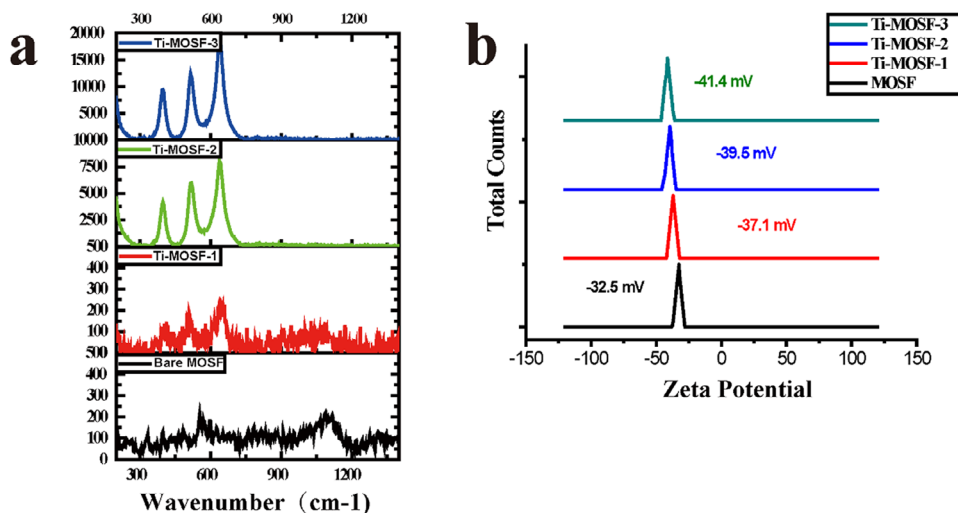 a
300 600 900 1200
20000
15000
10000
5000
10000
Ti-MOSF-3
7500
5000
2500
500
Ti-MOSF-2
400
300
200
100
500
Ti-MOSF-1
400
300
200
100
0
Bare MOSF
300 600 900 1200
Wavenumber (cm-1)
b
Ti-MOSF-3
Ti-MOSF-2
Ti-MOSF-1
MOSF
Total Counts
-41.4 mV
-39.5 mV
-37.1 mV
-32.5 mV
-150 -100 -50 0 50 100 150
Zeta Potential